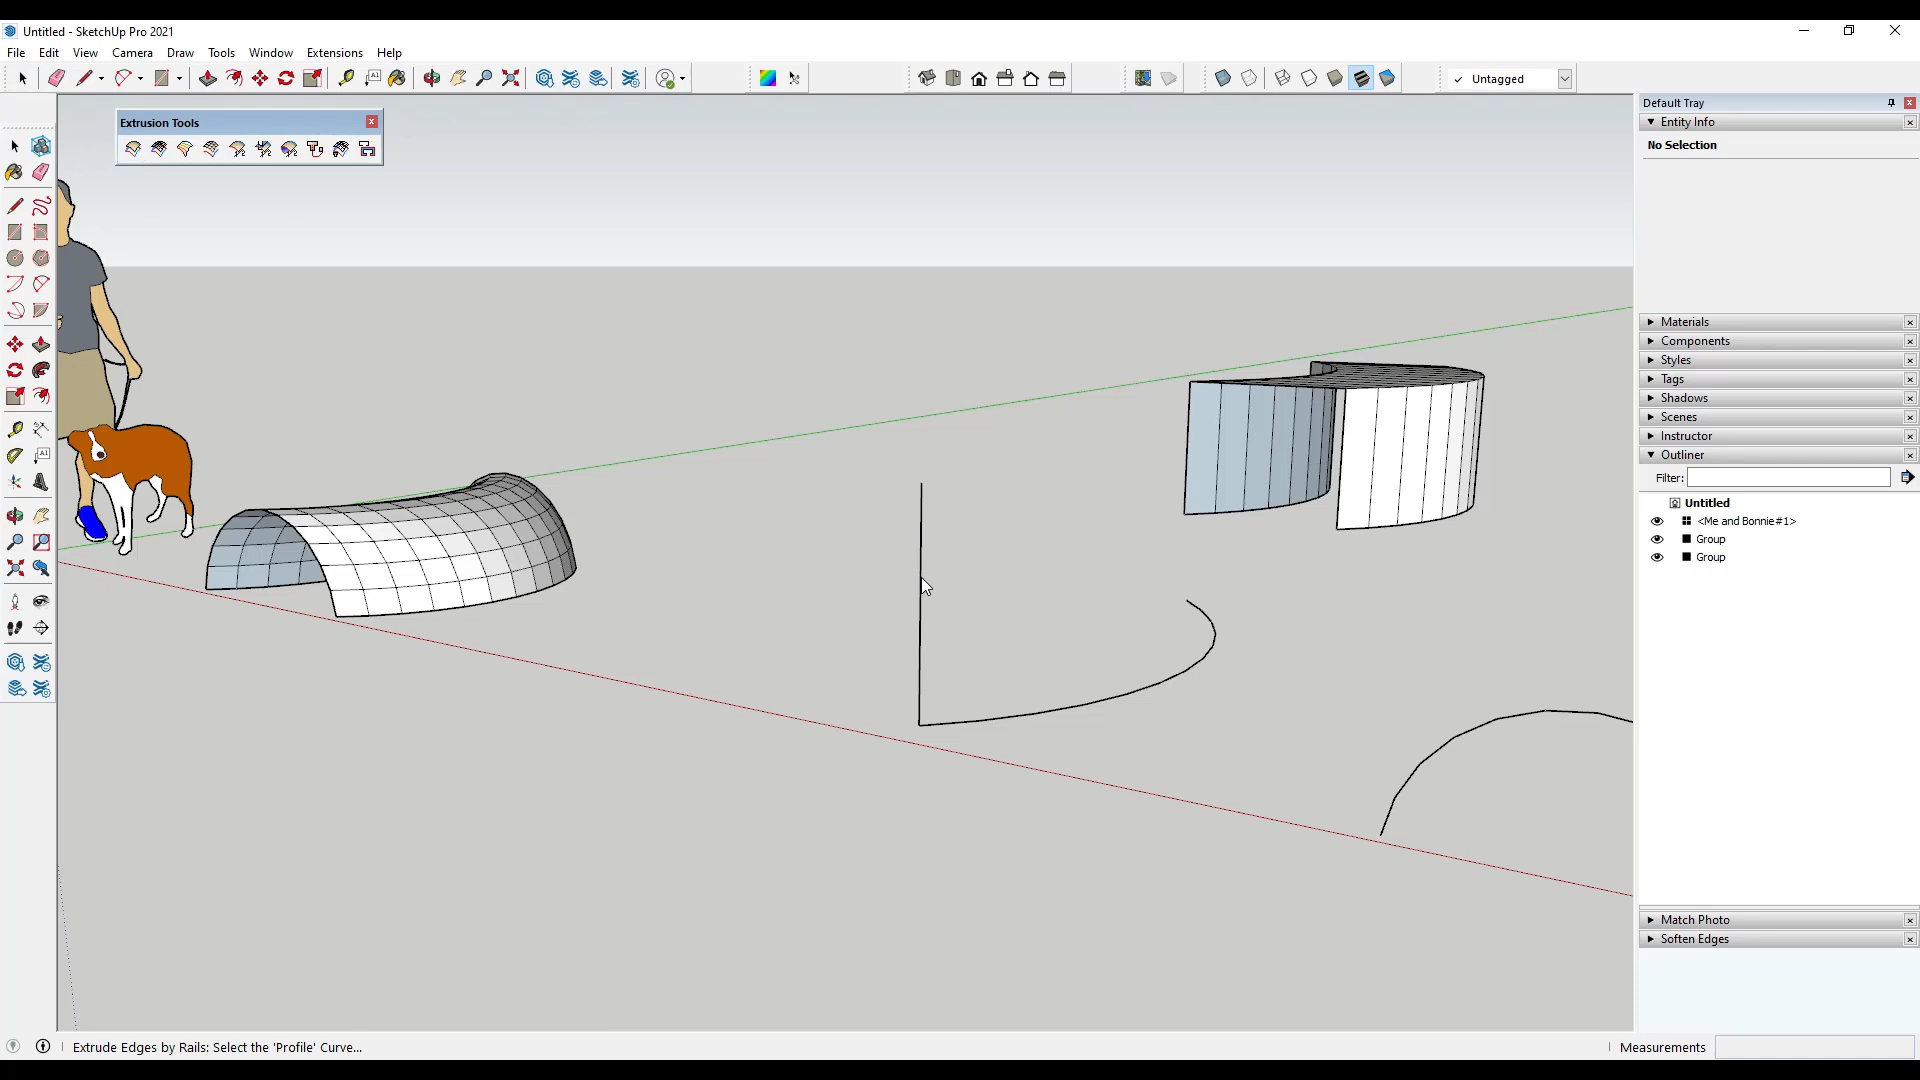 Untitled - SketchUp Pro 2021
File Edit View Camera Draw Tools Window Extensions Help
A1
Untagged
Extrusion Tools
A1
Default Tray
Entity Info
No Selection
Materials
Components
Styles
Tags
Shadows
Scenes
Instructor
Outliner
Filter:
Untitled
<Me and Bonnie#1>
Group
Group
Match Photo
Soften Edges
Extrude Edges by Rails: Select the 'Profile' Curve...
Measurements